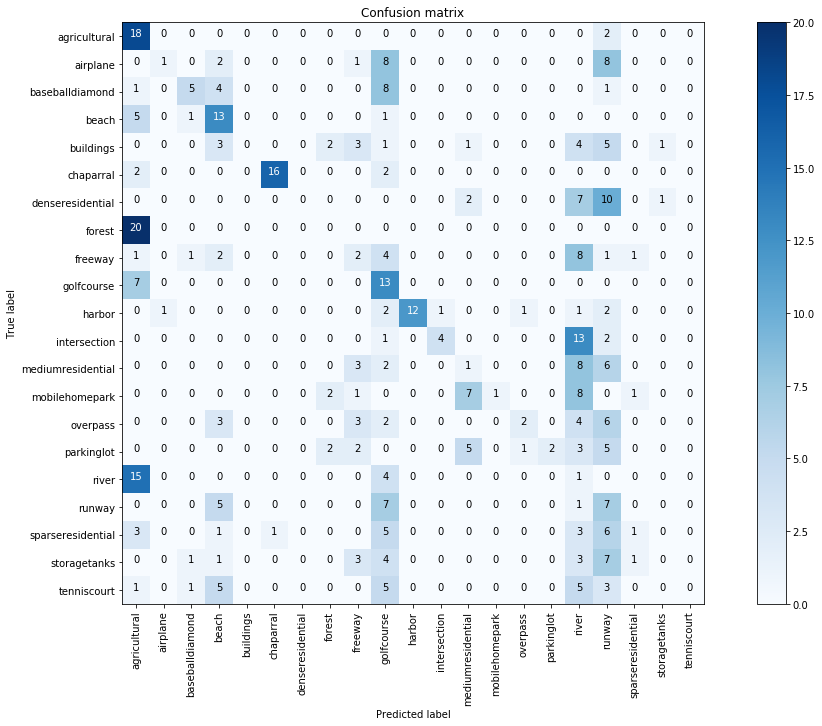 Confusion matrix
agricultural 18 0 0 0 0 0 0 0 0 0 0 0 0 0 0 0 0 2 0 0 0
airplane 0 1 0 2 0 0 0 0 1 8 0 0 0 0 0 0 0 8 0 0 0
baseballdiamond 1 0 5 4 0 0 0 0 0 8 0 0 0 0 0 0 0 1 0 0 0
beach 5 0 1 13 0 0 0 0 0 1 0 0 0 0 0 0 0 0 0 0 0
buildings 0 0 0 3 0 0 0 2 3 1 0 0 1 0 0 0 4 5 0 1 0
chaparral 2 0 0 0 0 16 0 0 0 2 0 0 0 0 0 0 0 0 0 0 0
denseresidential 0 0 0 0 0 0 0 0 0 0 0 0 2 0 0 0 7 10 0 1 0
forest 20 0 0 0 0 0 0 0 0 0 0 0 0 0 0 0 0 0 0 0 0
freeway 1 0 1 2 0 0 0 0 2 4 0 0 0 0 0 0 8 1 1 0 0
golfcourse 7 0 0 0 0 0 0 0 0 13 0 0 0 0 0 0 0 0 0 0 0
harbor 0 1 0 0 0 0 0 0 0 2 12 1 0 0 1 0 1 2 0 0 0
intersection 0 0 0 0 0 0 0 0 0 1 0 4 0 0 0 0 13 2 0 0 0
mediumresidential 0 0 0 0 0 0 0 0 3 2 0 0 1 0 0 0 8 6 0 0 0
mobilehomepark 0 0 0 0 0 0 0 2 1 0 0 0 7 1 0 0 8 0 1 0 0
overpass 0 0 0 3 0 0 0 0 3 2 0 0 0 0 2 0 4 6 0 0 0
parkinglot 0 0 0 0 0 0 0 2 2 0 0 0 5 0 1 2 3 5 0 0 0
river 15 0 0 0 0 0 0 0 0 4 0 0 0 0 0 0 1 0 0 0 0
runway 0 0 0 5 0 0 0 0 0 7 0 0 0 0 0 0 1 7 0 0 0
sparseresidential 3 0 0 1 0 1 0 0 0 5 0 0 0 0 0 0 3 6 1 0 0
storagetanks 0 0 1 1 0 0 0 0 3 4 0 0 0 0 0 0 3 7 1 0 0
tenniscourt 1 0 1 5 0 0 0 0 0 5 0 0 0 0 0 0 5 3 0 0 0
True label
agricultural
airplane
baseballdiamond
beach
buildings
chaparral
denseresidential
forest
freeway
golfcourse
harbor
intersection
mediumresidential
mobilehomepark
overpass
parkinglot
river
runway
sparseresidential
storagetanks
tenniscourt
Predicted label
20.0
17.5
15.0
12.5
10.0
7.5
5.0
2.5
0.0